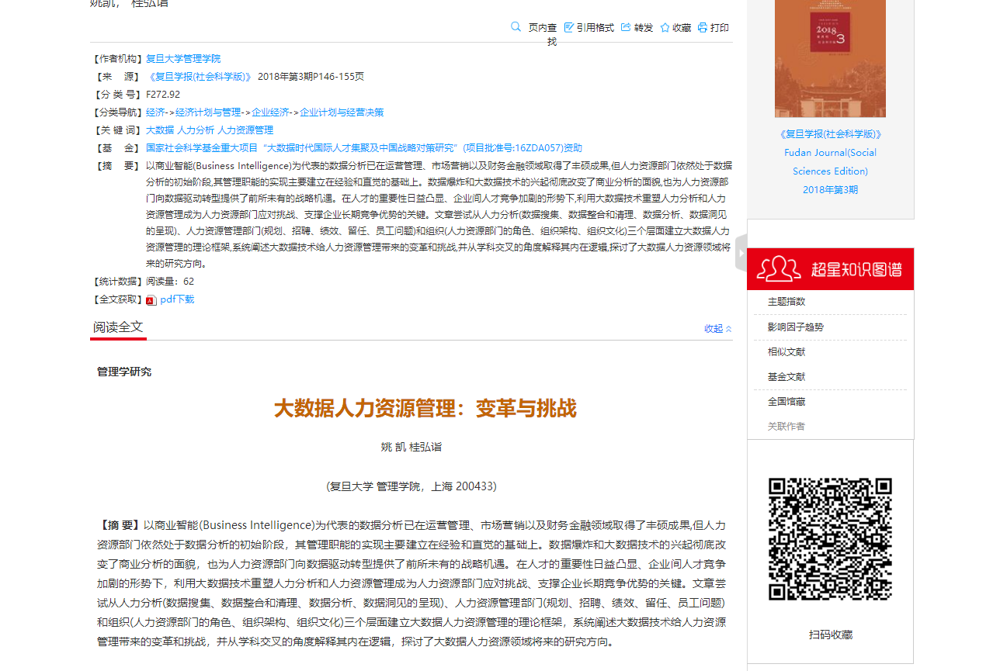 姚凯， 桂弘诣
页内查找 引用格式 转发 收藏 打印
【作者机构】复旦大学管理学院
【来 源】《复旦学报(社会科学版)》 2018年第3期P146-155页
【分 类 号】F272.92
【分类导航】经济->经济计划与管理->企业经济->企业计划与经营决策
【关 键 词】大数据 人力分析 人力资源管理
【基 金】国家社会科学基金重大项目“大数据时代国际人才集聚及中国战略对策研究”(项目批准号:16ZDA057)资助
【摘 要】以商业智能(Business Intelligence)为代表的数据分析已在运营管理、市场营销以及财务金融领域取得了丰硕成果,但人力资源部门依然处于数据
分析的初始阶段,其管理职能的实现主要建立在经验和直觉的基础上。数据爆炸和大数据技术的兴起彻底改变了商业分析的面貌,也为人力资源部
门向数据驱动转型提供了前所未有的战略机遇。在人才的重要性日益凸显、企业间人才竞争加剧的形势下,利用大数据技术重塑人力分析和人力
资源管理成为人力资源部门应对挑战、支撑企业长期竞争优势的关键。文章尝试从人力分析(数据搜集、数据整合和清理、数据分析、数据洞见
的呈现)、人力资源管理部门(规划、招聘、绩效、留任、员工问题)和组织(人力资源部门的角色、组织架构、组织文化)三个层面建立大数据人力
资源管理的理论框架,系统阐述大数据技术给人力资源管理带来的变革和挑战,并从学科交叉的角度解释其内在逻辑,探讨了大数据人力资源领域将
来的研究方向。
【统计数据】阅读量：62
【全文获取】 pdf下载
阅读全文
收起
管理学研究
大数据人力资源管理：变革与挑战
姚 凯 桂弘诣
(复旦大学 管理学院，上海 200433)
【摘 要】以商业智能(Business Intelligence)为代表的数据分析已在运营管理、市场营销以及财务金融领域取得了丰硕成果,但人力
资源部门依然处于数据分析的初始阶段，其管理职能的实现主要建立在经验和直觉的基础上。数据爆炸和大数据技术的兴起彻底改
变了商业分析的面貌，也为人力资源部门向数据驱动转型提供了前所未有的战略机遇。在人才的重要性日益凸显、企业间人才竞争
加剧的形势下，利用大数据技术重塑人力分析和人力资源管理成为人力资源部门应对挑战、支撑企业长期竞争优势的关键。文章尝
试从人力分析(数据搜集、数据整合和清理、数据分析、数据洞见的呈现)、人力资源管理部门(规划、招聘、绩效、留任、员工问题)
和组织(人力资源部门的角色、组织架构、组织文化)三个层面建立大数据人力资源管理的理论框架，系统阐述大数据技术给人力资源
管理带来的变革和挑战，并从学科交叉的角度解释其内在逻辑，探讨了大数据人力资源领域将来的研究方向。
2018
3
《复旦学报(社会科学版)》
Fudan Journal(Social
Sciences Edition)
2018年第3期
超星知识图谱
主题指数
影响因子趋势
相似文献
基金文献
全国馆藏
关联作者
扫码收藏